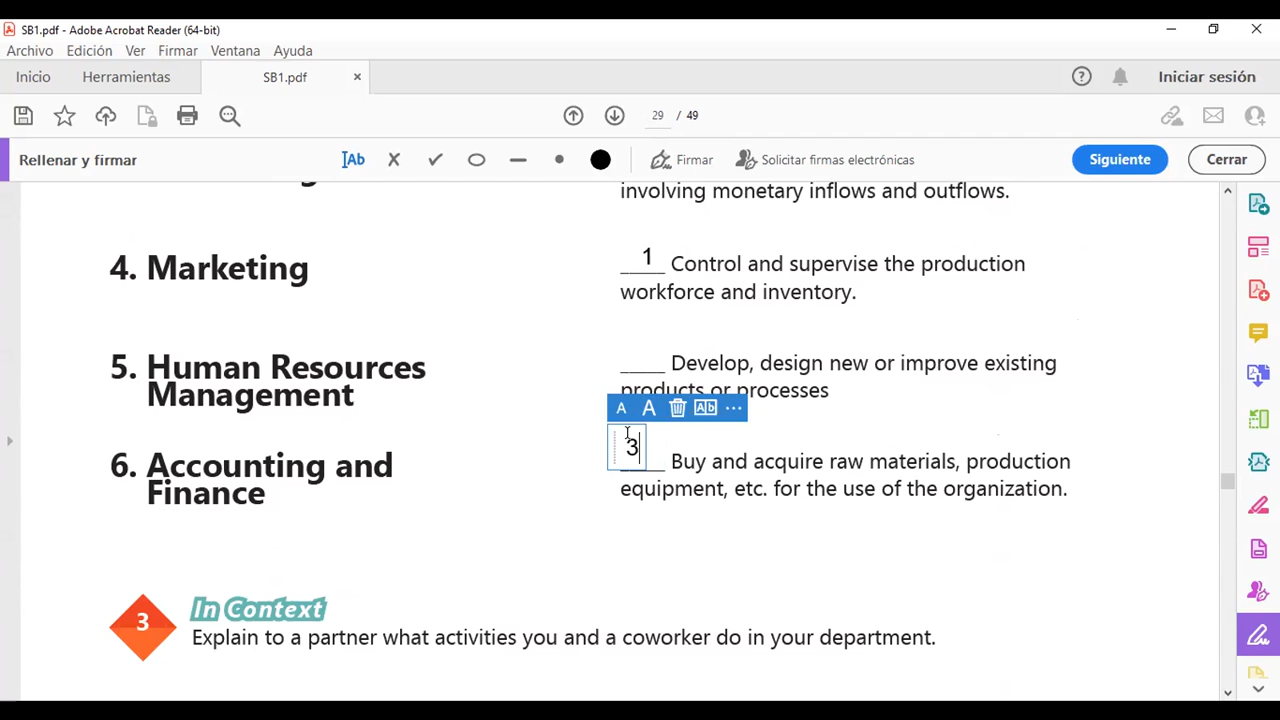 SB1.pdf - Adobe Acrobat Reader (64-bit)
Archivo Edición Ver Firmar Ventana Ayuda
Inicio Herramientas SB1.pdf × Iniciar sesión
29 / 49
Rellenar y firmar Ab Firmar Solicitar firmas electrónicas Siguiente Cerrar
involving monetary inflows and outflows.
4. Marketing
1 Control and supervise the production
workforce and inventory.
5. Human Resources
Management
_____ Develop, design new or improve existing
products or processes
A A Ab ...
6. Accounting and
Finance
3 Buy and acquire raw materials, production
equipment, etc. for the use of the organization.
3 In Context
Explain to a partner what activities you and a coworker do in your department.